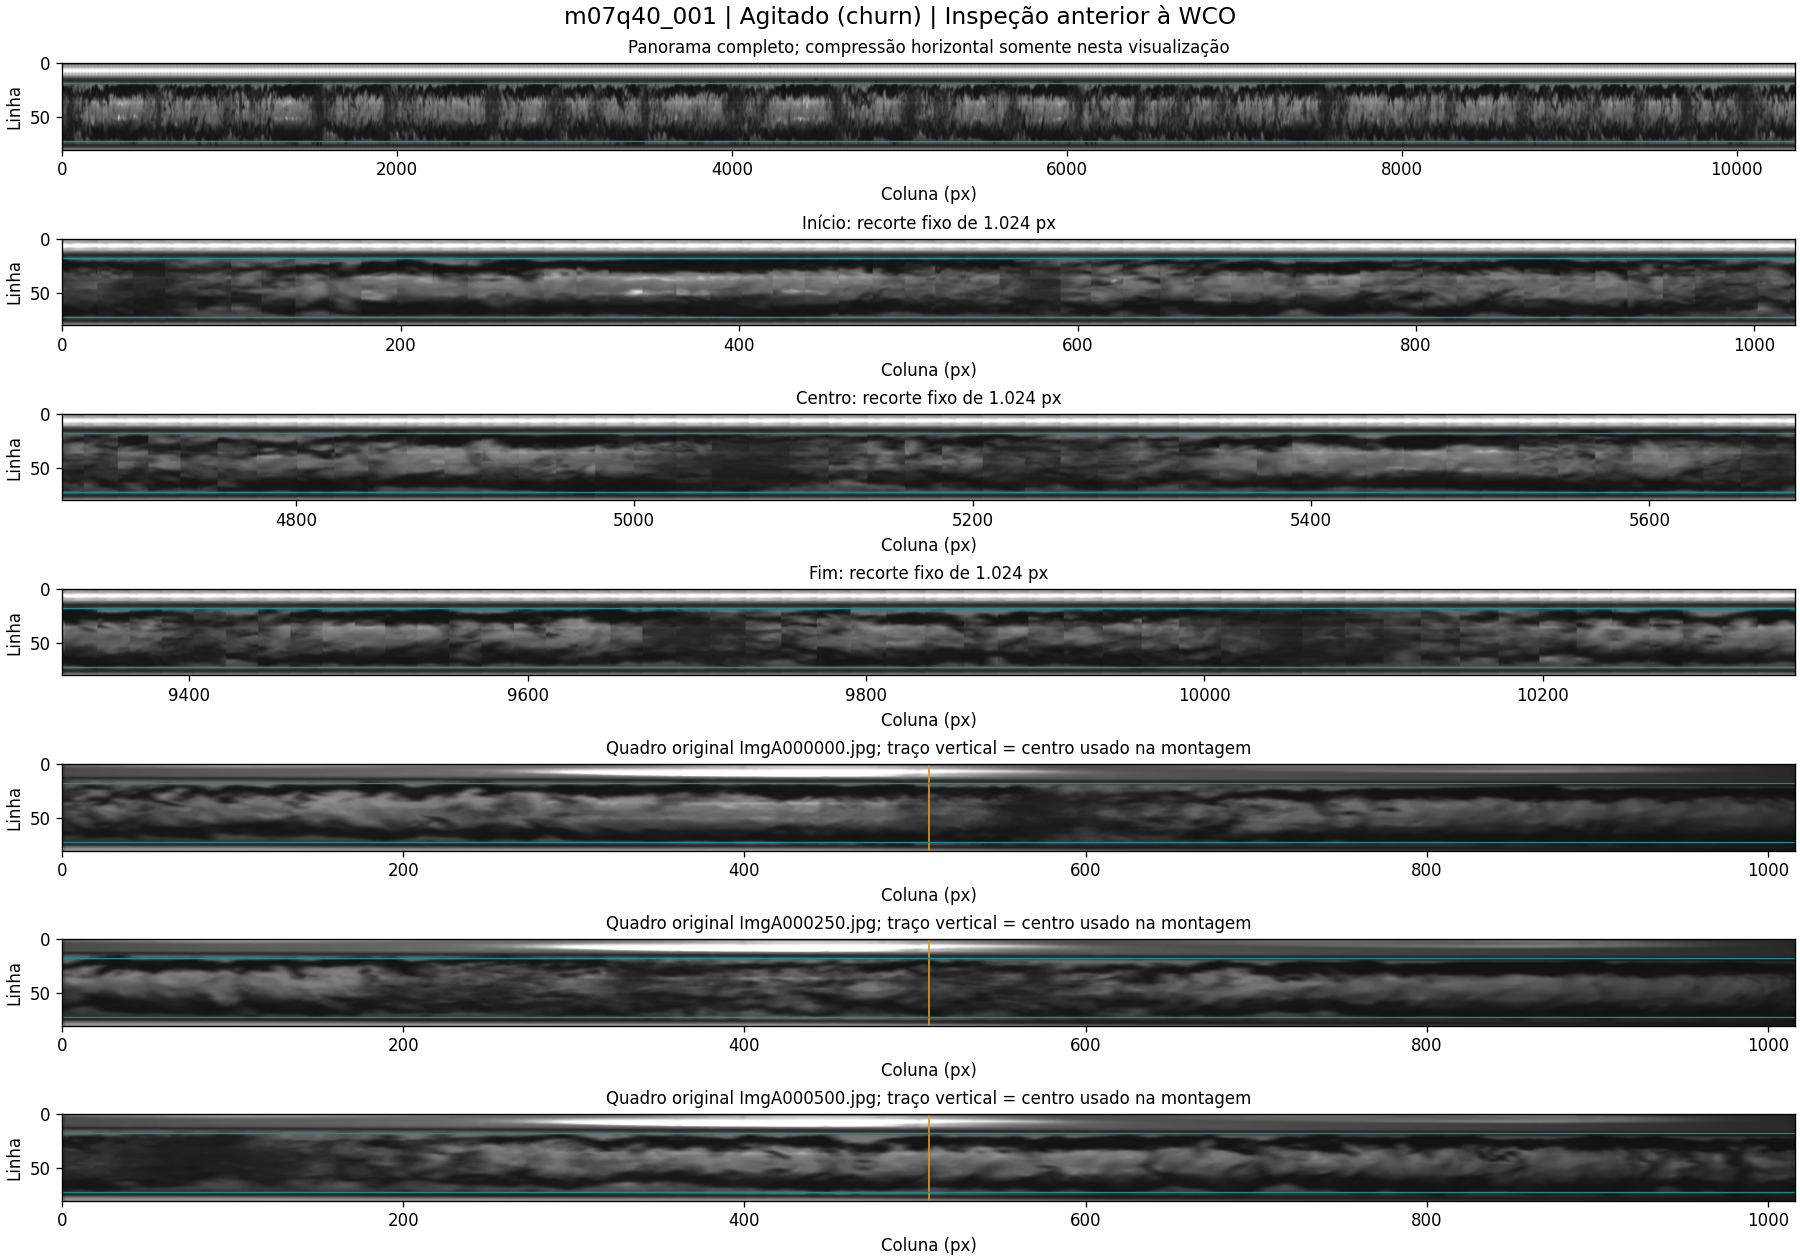 m07q40_001 | Agitado (churn) | Inspeção anterior à WCO
Panorama completo; compressão horizontal somente nesta visualização
Linha
0
50
0 2000 4000 6000 8000 10000
Coluna (px)
Início: recorte fixo de 1.024 px
Linha
0
50
0 200 400 600 800 1000
Coluna (px)
Centro: recorte fixo de 1.024 px
Linha
0
50
4800 5000 5200 5400 5600
Coluna (px)
Fim: recorte fixo de 1.024 px
Linha
0
50
9400 9600 9800 10000 10200
Coluna (px)
Quadro original ImgA000000.jpg; traço vertical = centro usado na montagem
Linha
0
50
0 200 400 600 800 1000
Coluna (px)
Quadro original ImgA000250.jpg; traço vertical = centro usado na montagem
Linha
0
50
0 200 400 600 800 1000
Coluna (px)
Quadro original ImgA000500.jpg; traço vertical = centro usado na montagem
Linha
0
50
0 200 400 600 800 1000
Coluna (px)